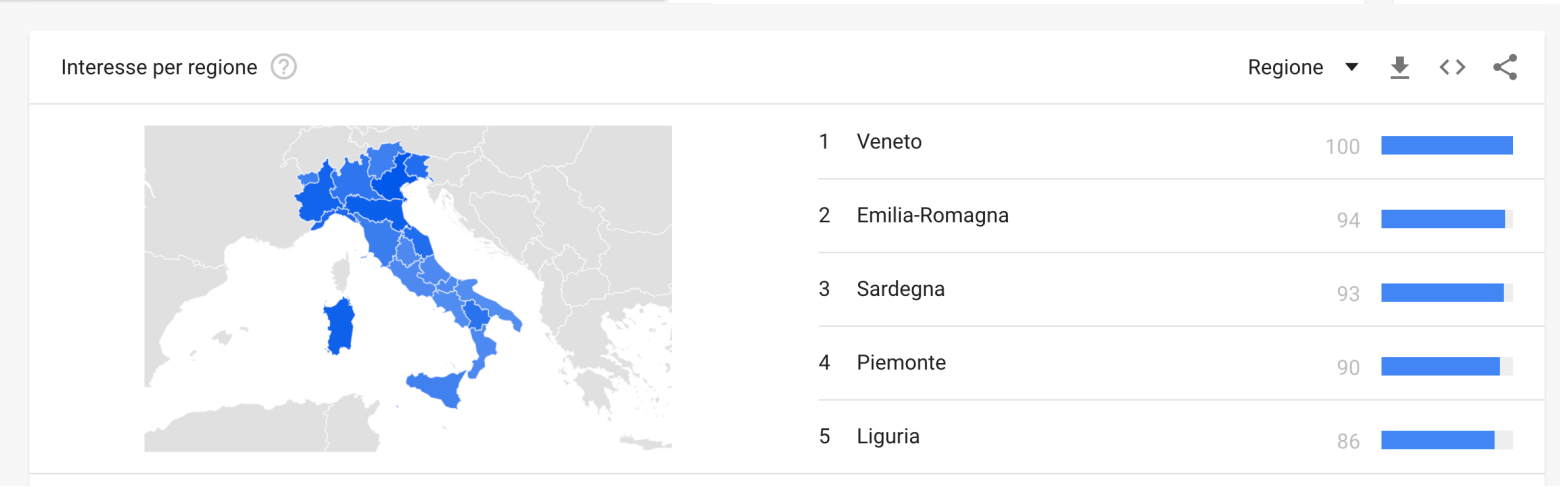 Interesse per regione
Regione
1 Veneto 100
2 Emilia-Romagna 94
3 Sardegna 93
4 Piemonte 90
5 Liguria 86